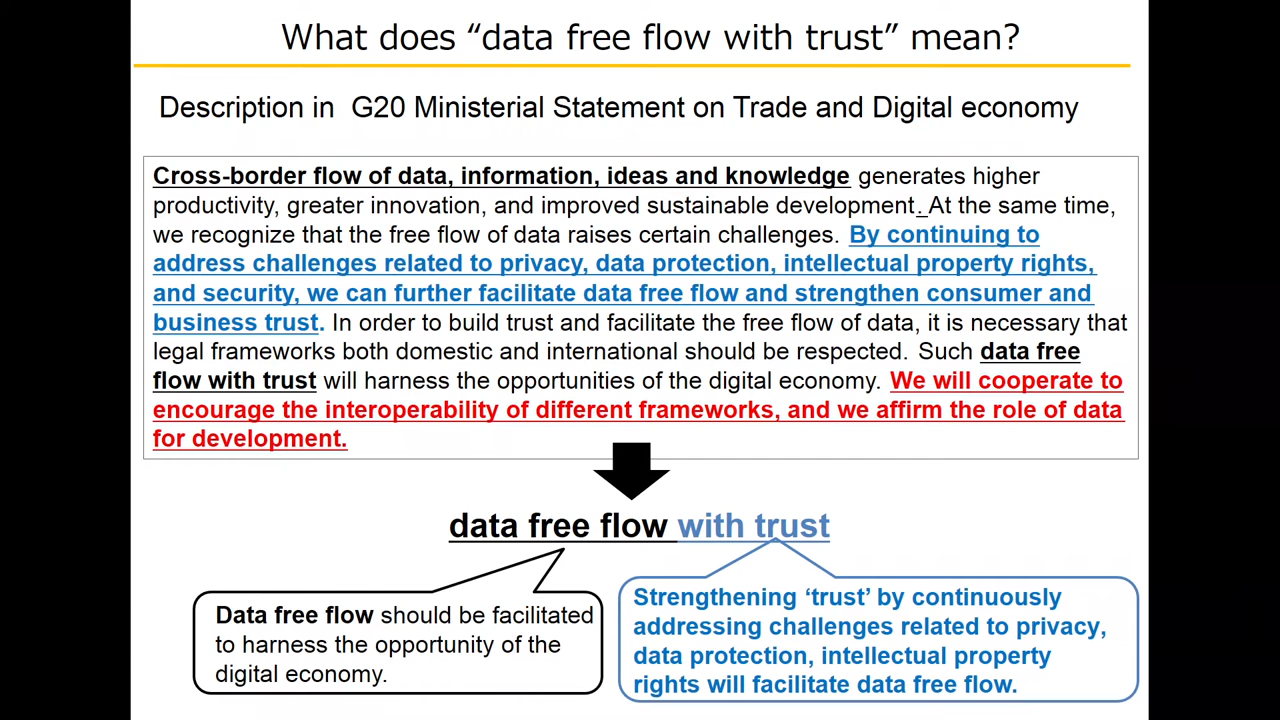 What does “data free flow with trust” mean?
Description in G20 Ministerial Statement on Trade and Digital economy
Cross-border flow of data, information, ideas and knowledge generates higher
productivity, greater innovation, and improved sustainable development. At the same time,
we recognize that the free flow of data raises certain challenges. By continuing to
address challenges related to privacy, data protection, intellectual property rights,
and security, we can further facilitate data free flow and strengthen consumer and
business trust. In order to build trust and facilitate the free flow of data, it is necessary that
legal frameworks both domestic and international should be respected. Such data free
flow with trust will harness the opportunities of the digital economy. We will cooperate to
encourage the interoperability of different frameworks, and we affirm the role of data
for development.
data free flow with trust
Data free flow should be facilitated
to harness the opportunity of the
digital economy.
Strengthening ‘trust’ by continuously
addressing challenges related to privacy,
data protection, intellectual property
rights will facilitate data free flow.